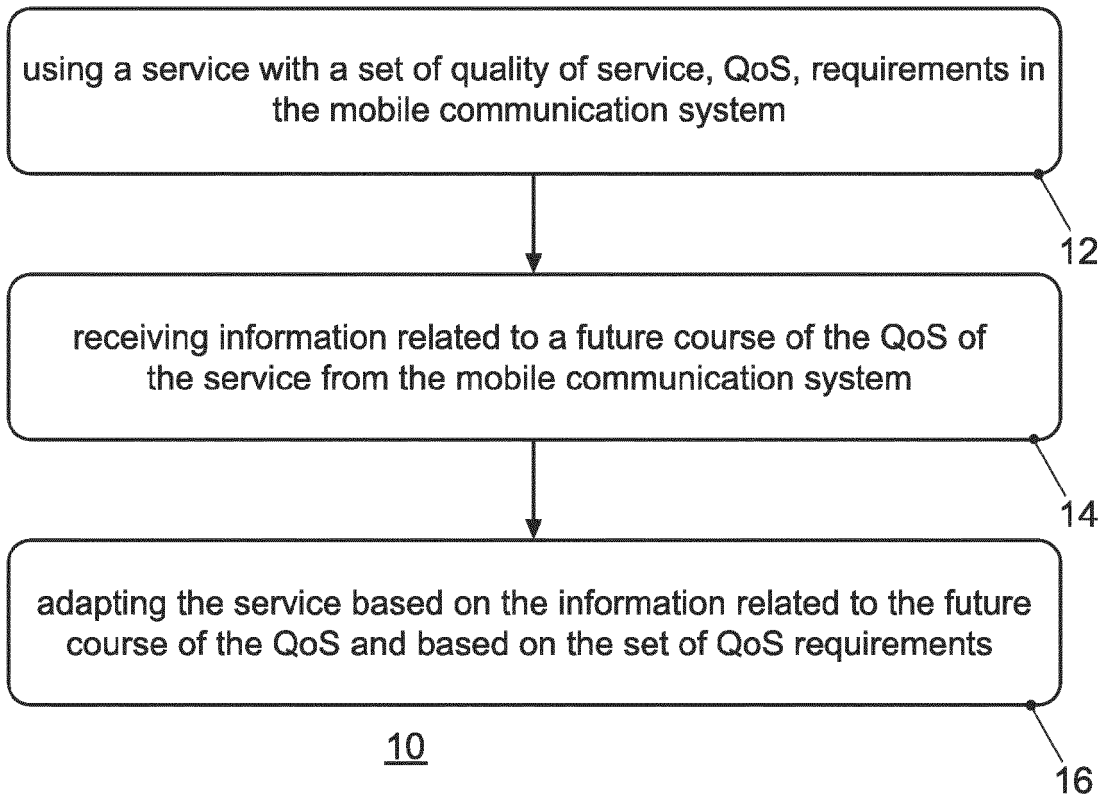 using a service with a set of quality of service, QoS, requirements in
the mobile communication system
12
receiving information related to a future course of the QoS of
the service from the mobile communication system
14
adapting the service based on the information related to the future
course of the QoS and based on the set of QoS requirements
10
16